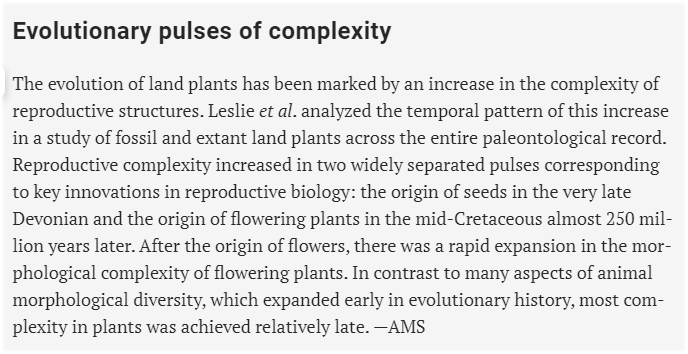 Evolutionary pulses of complexity
The evolution of land plants has been marked by an increase in the complexity of
reproductive structures. Leslie et al. analyzed the temporal pattern of this increase
in a study of fossil and extant land plants across the entire paleontological record.
Reproductive complexity increased in two widely separated pulses corresponding
to key innovations in reproductive biology: the origin of seeds in the very late
Devonian and the origin of flowering plants in the mid-Cretaceous almost 250 mil-
lion years later. After the origin of flowers, there was a rapid expansion in the mor-
phological complexity of flowering plants. In contrast to many aspects of animal
morphological diversity, which expanded early in evolutionary history, most com-
plexity in plants was achieved relatively late. —AMS